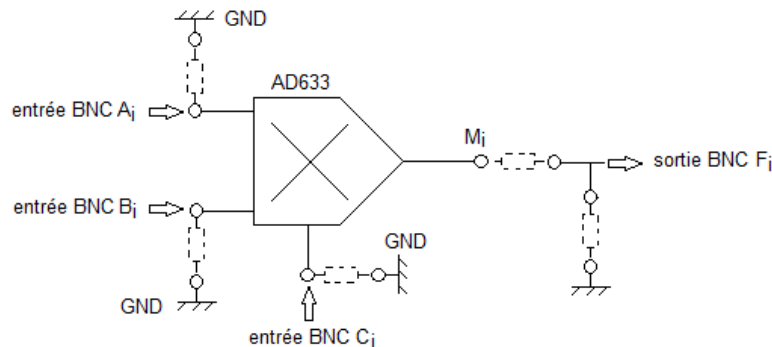 GND
AD633
entrée BNC Ai
Mi
sortie BNC Fi
entrée BNC Bi
GND
GND
entrée BNC Ci